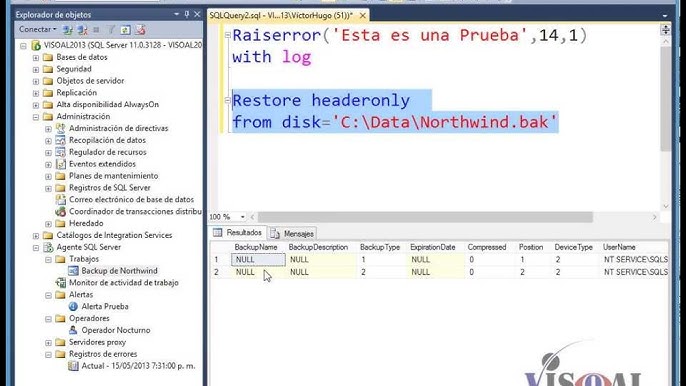 Explorador de objetos
Conectar
VISOAL2013 (SQL Server 11.0.3128 - VISOAL20
Bases de datos
Seguridad
Objetos de servidor
Replicación
Alta disponibilidad AlwaysOn
Administración
Administración de directivas
Recopilación de datos
Regulador de recursos
Eventos extendidos
Planes de mantenimiento
Registros de SQL Server
Correo electrónico de base de datos
Coordinador de transacciones distribu
Heredado
Catálogos de Integration Services
Agente SQL Server
Trabajos
Backup de Northwind
Monitor de actividad de trabajo
Alertas
Alerta Prueba
Operadores
Operador Nocturno
Servidores proxy
Registros de errores
Actual - 15/05/2013 7:31:00 p. m.
SQLQuery2.sql - VI...13\VictorHugo (51))*
Raiserror('Esta es una Prueba',14,1)
with log
Restore headeronly
from disk='C:\Data\Northwind.bak'
100 %
Resultados Mensajes
BackupName BackupDescription BackupType ExpirationDate Compressed Position DeviceType UserName
1 NULL NULL 1 NULL 0 1 2 NT SERVICE\SQLS
2 NULL NULL 2 NULL 0 2 2 NT SERVICE\SQLS
VISOAL